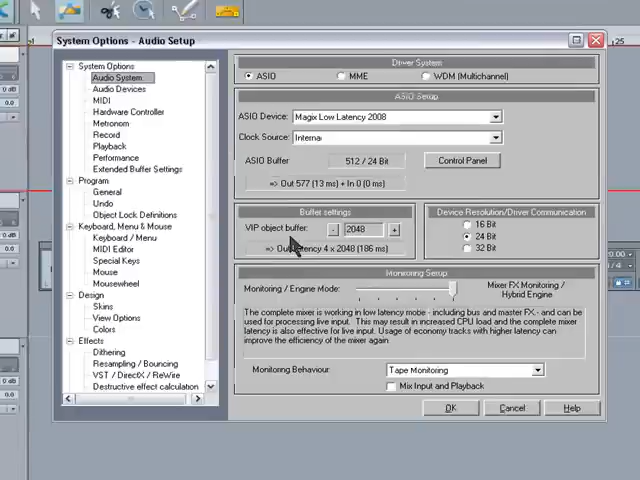 25
System Options - Audio Setup
System Options
Audio System
Audio Devices
MIDI
Hardware Controller
Metronom
Record
Playback
Performance
Extended Buffer Settings
Program
General
Undo
Object Lock Definitions
Keyboard, Menu & Mouse
Keyboard / Menu
MIDI Editor
Special Keys
Mouse
Mousewheel
Design
Skins
View Options
Colors
Effects
Dithering
Resampling / Bouncing
VST / DirectX / ReWire
Destructive effect calculation
Driver System
ASIO
MME
WDM (Multichannel)
ASIO Setup
ASIO Device:
Magix Low Latency 2008
Clock Source:
Interna
ASIO Buffer
512 / 24 Bit
Control Panel
=> Out 577 (13 ms) + In 0 (0 ms)
Buffer settings
VIP object buffer:
- 2048 +
=> Out latency 4 x 2048 (186 ms)
Device Resolution/Driver Communication
16 Bit
24 Bit
32 Bit
Monitoring Setup
Monitoring / Engine Mode:
Mixer FX Monitoring /
Hybrid Engine
The complete mixer is working in low latency mode - including bus and master FX - and can be
used for processing live input. This may result in increased CPU load and the complete mixer
latency is also effective for live input. Usage of economy tracks with higher latency can
improve the efficiency of the mixer again.
Monitoring Behaviour:
Tape Monitoring
Mix Input and Playback
OK
Cancel
Help